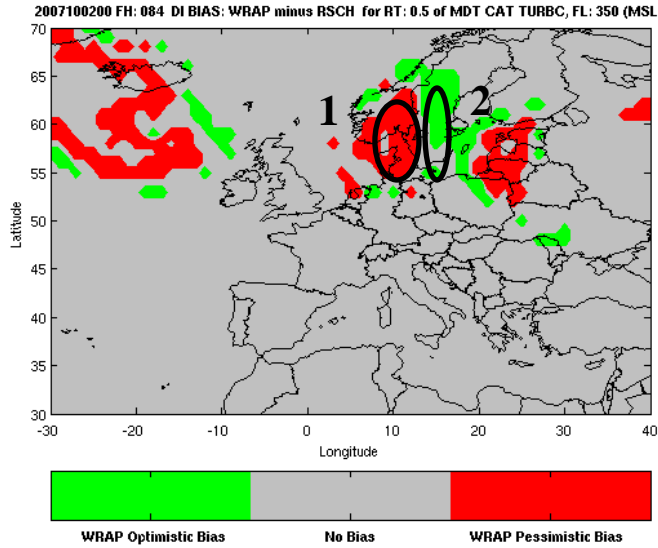 2007100200 FH: 084 DI BIAS: WRAP minus RSCH for RT: 0.5 of MDT CAT TURBC, FL: 350 (MSL
70
65
60
55
50
45
40
35
30
Latitude
1
2
-30 -20 -10 0 10 20 30 40
Longitude
WRAP Optimistic Bias No Bias WRAP Pessimistic Bias